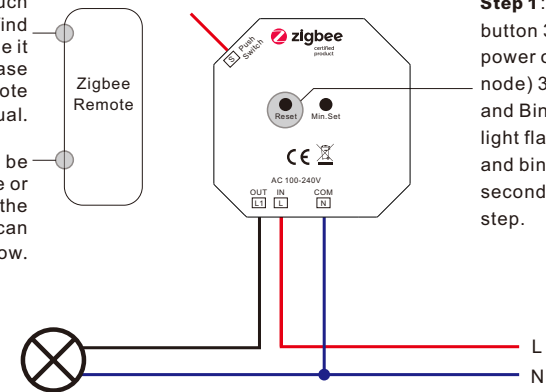 uch
ind
e it
ase
ote
ual.
be
e or
the
can
ow.
Zigbee
Remote
S
Push
Switch
zigbee
certified
product
Reset
Min.Set
CE
AC 100-240V
OUT IN COM
L1 L N
L
N
Step 1:
button 3
power o
node) 3
and Bin
light fla
and bin
second
step.